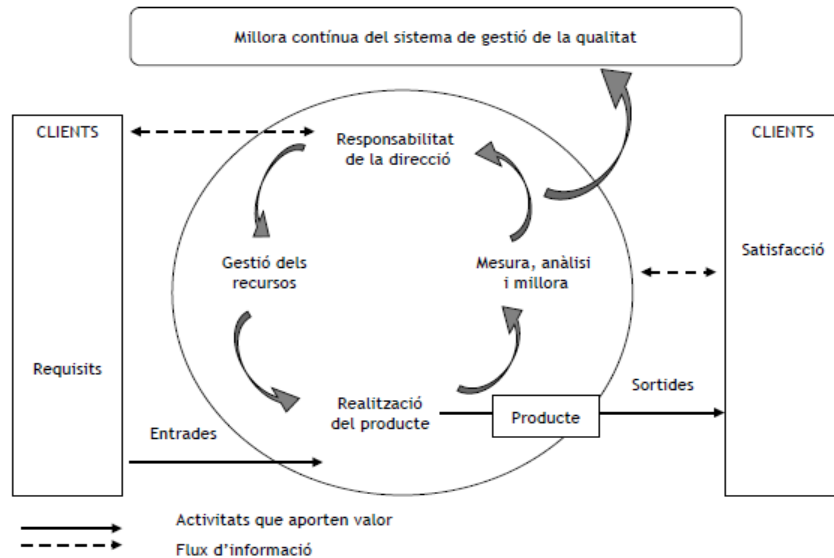 Millora contínua del sistema de gestió de la qualitat
CLIENTS
Responsabilitat
de la direcció
CLIENTS
Gestió dels
recursos
Mesura, anàlisi
i millora
Satisfacció
Requisits
Realització
del producte
Producte
Sortides
Entrades
Activitats que aporten valor
Flux d'informació